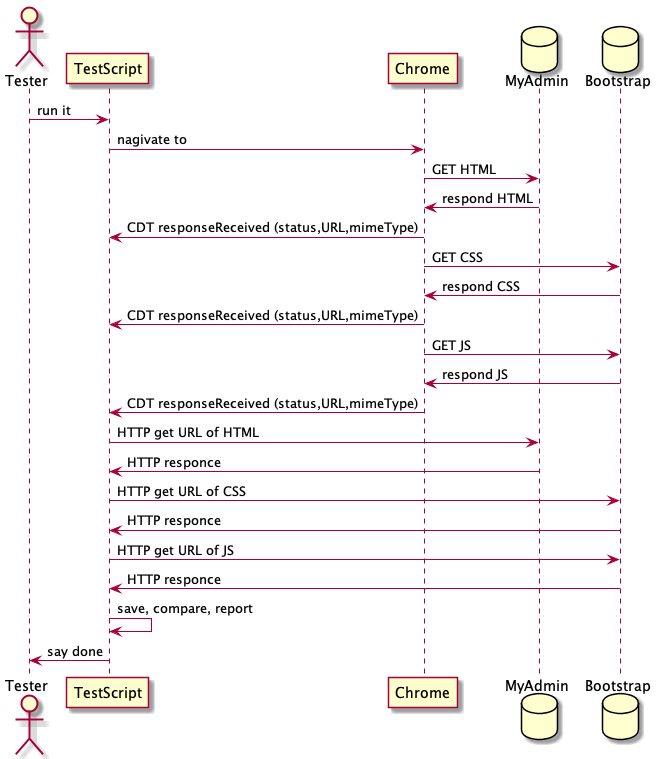 Tester
TestScript
Chrome
MyAdmin
Bootstrap
run it
nagivate to
GET HTML
respond HTML
CDT responseReceived (status,URL,mimeType)
GET CSS
respond CSS
CDT responseReceived (status,URL,mimeType)
GET JS
respond JS
CDT responseReceived (status,URL,mimeType)
HTTP get URL of HTML
HTTP responce
HTTP get URL of CSS
HTTP responce
HTTP get URL of JS
HTTP responce
save, compare, report
say done
Tester
TestScript
Chrome
MyAdmin
Bootstrap